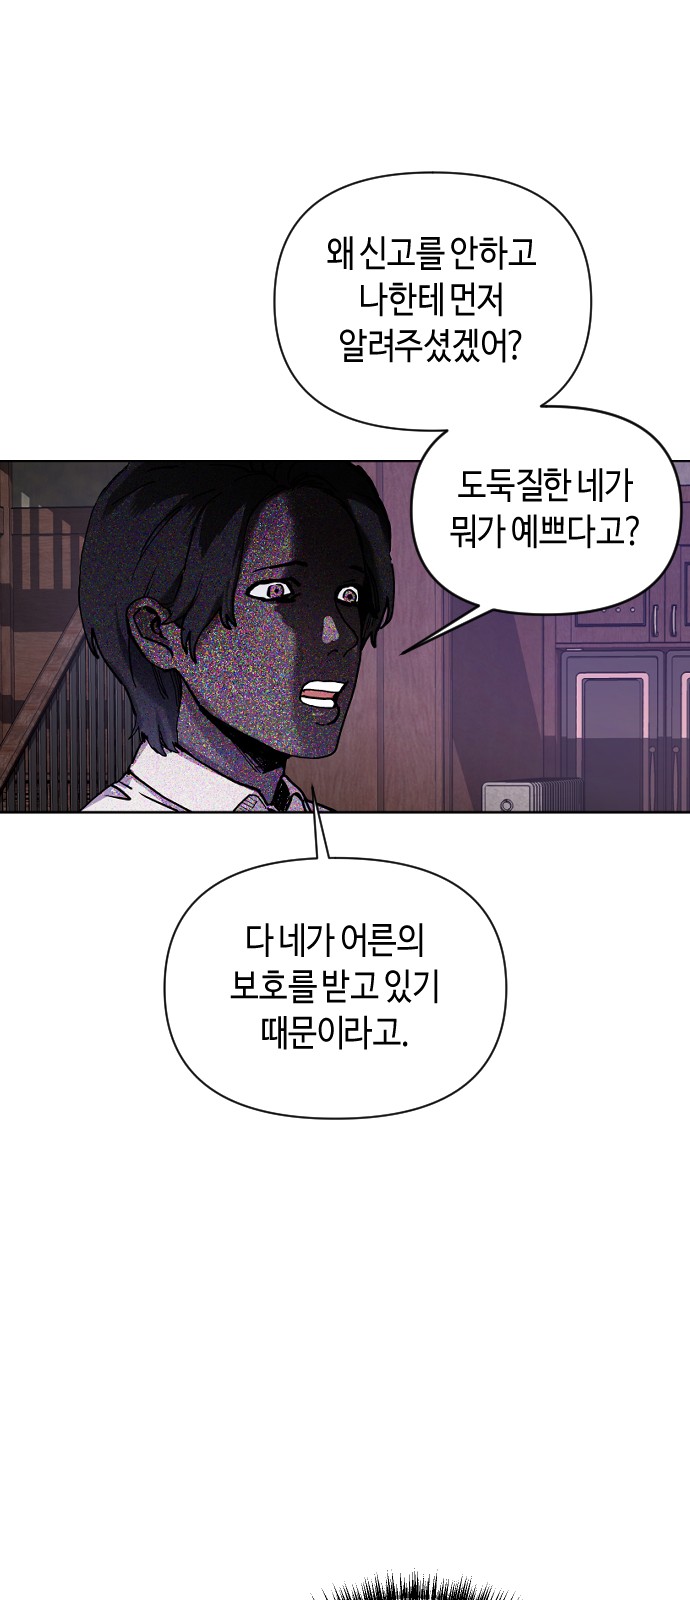 왜 신고를 안하고
나한테 먼저
알려주셨겠어?
도둑질한 네가
뭐가 예쁘다고?
다 네가 어른의
보호를 받고 있기
때문이라고.